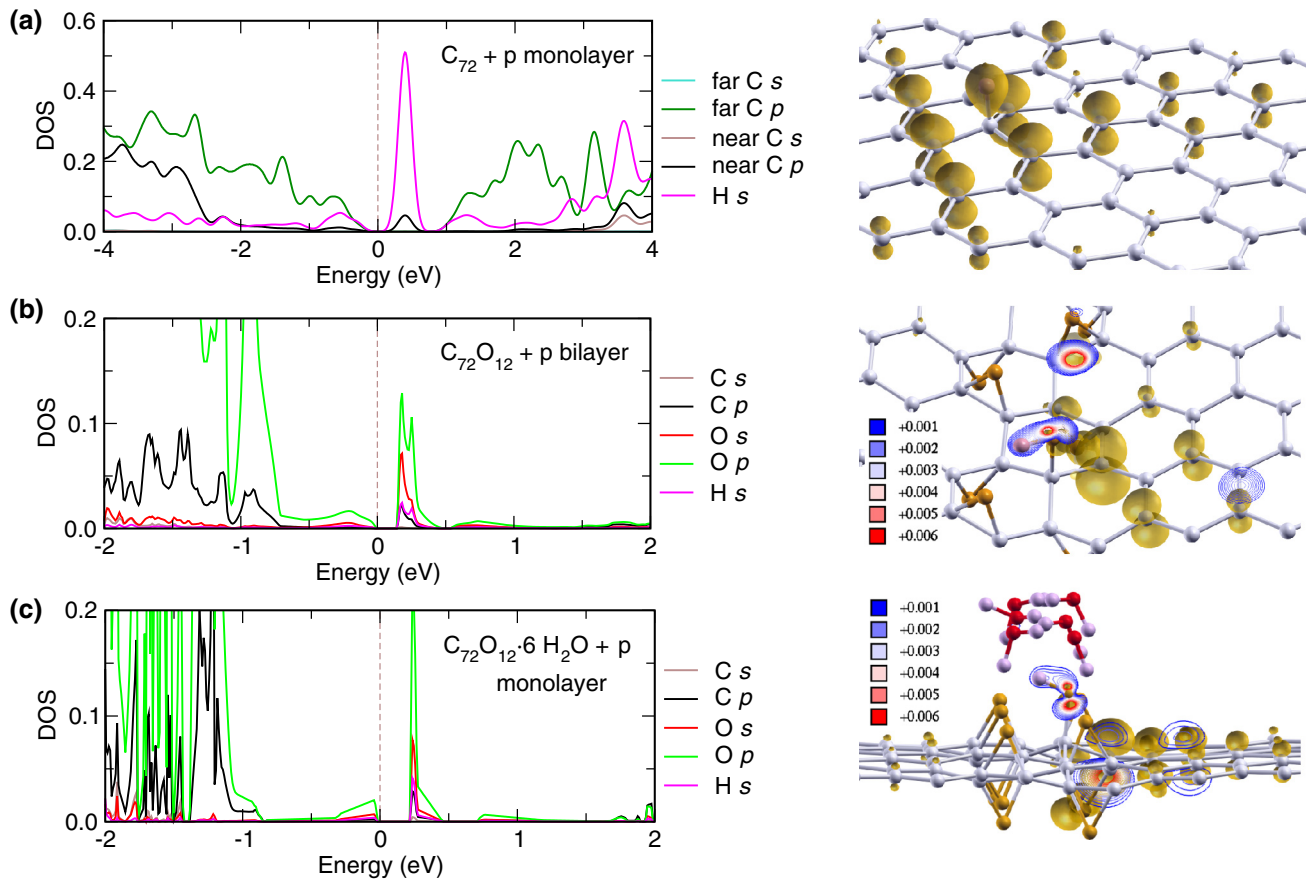 (a)
0.6
0.4
0.2
0.0
DOS
C72 + p monolayer
-4
-2
0
2
4
Energy (eV)
far C s
far C p
near C s
near C p
H s
(b)
0.2
0.1
0.0
DOS
C72O12 + p bilayer
-2
-1
0
1
2
Energy (eV)
C s
C p
O s
O p
H s
+0.001
+0.002
+0.003
+0.004
+0.005
+0.006
(c)
0.2
0.1
0.0
DOS
C72O12·6 H2O + p
monolayer
-2
-1
0
1
2
Energy (eV)
C s
C p
O s
O p
H s
+0.001
+0.002
+0.003
+0.004
+0.005
+0.006